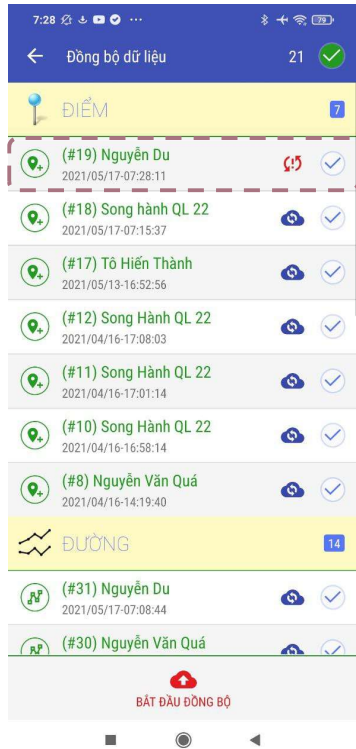 7:28
79
Đồng bộ dữ liệu
21
ĐIỂM
7
(#19) Nguyễn Du
2021/05/17-07:28:11
(#18) Song hành QL 22
2021/05/17-07:15:37
(#17) Tô Hiến Thành
2021/05/13-16:52:56
(#12) Song Hành QL 22
2021/04/16-17:08:03
(#11) Song Hành QL 22
2021/04/16-17:01:14
(#10) Song Hành QL 22
2021/04/16-16:58:14
(#8) Nguyễn Văn Quá
2021/04/16-14:19:40
ĐƯỜNG
14
(#31) Nguyễn Du
2021/05/17-07:08:44
(#30) Nguyễn Văn Quá
BẮT ĐẦU ĐỒNG BỘ